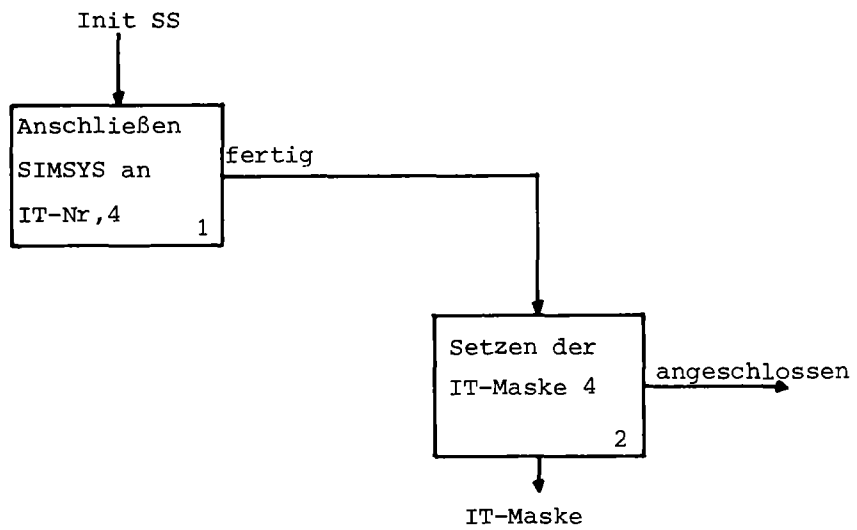 Init SS
Anschließen
SIMSYS an
IT-Nr,4
1
fertig
Setzen der
IT-Maske 4
2
angeschlossen
IT-Maske